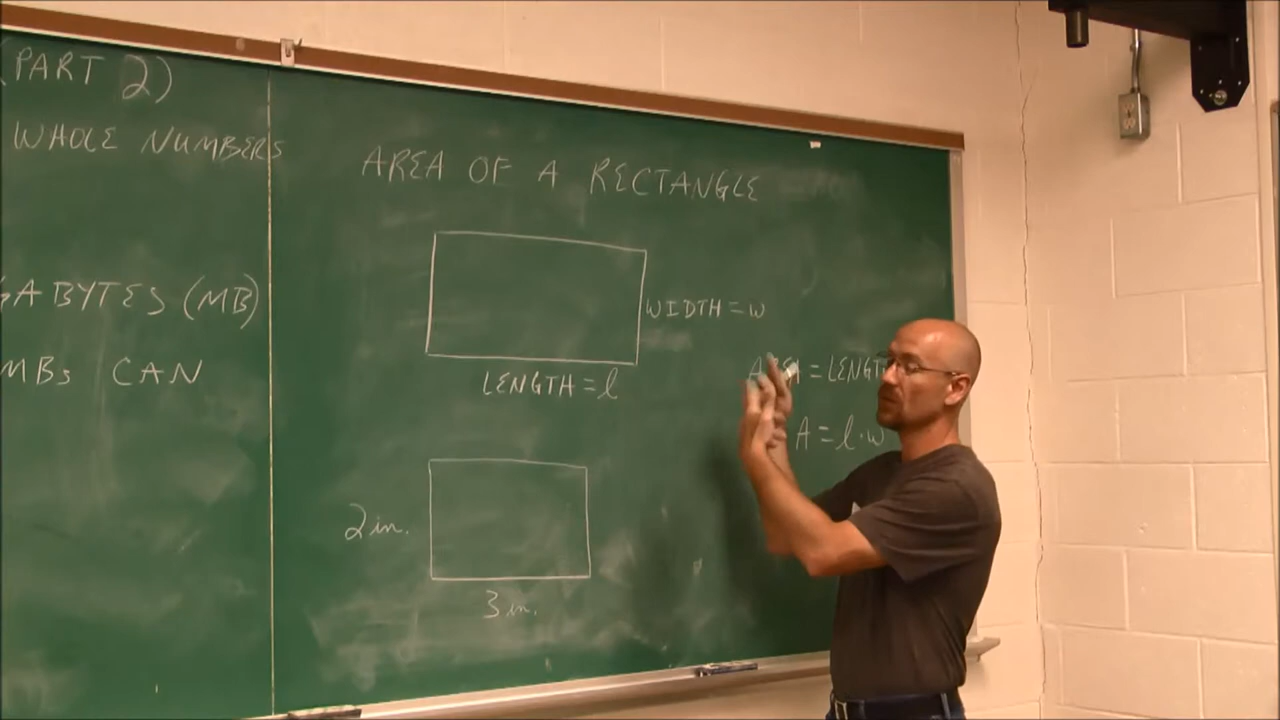 (PART 2)
WHOLE NUMBERS
GABYTES (MB)
MBs CAN
AREA OF A RECTANGLE
WIDTH = w
LENGTH = l
AREA = LENGTH
A = l·w
2 in.
3 in.